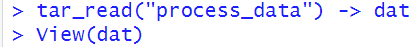 > tar_read("process_data") -> dat
> View(dat)